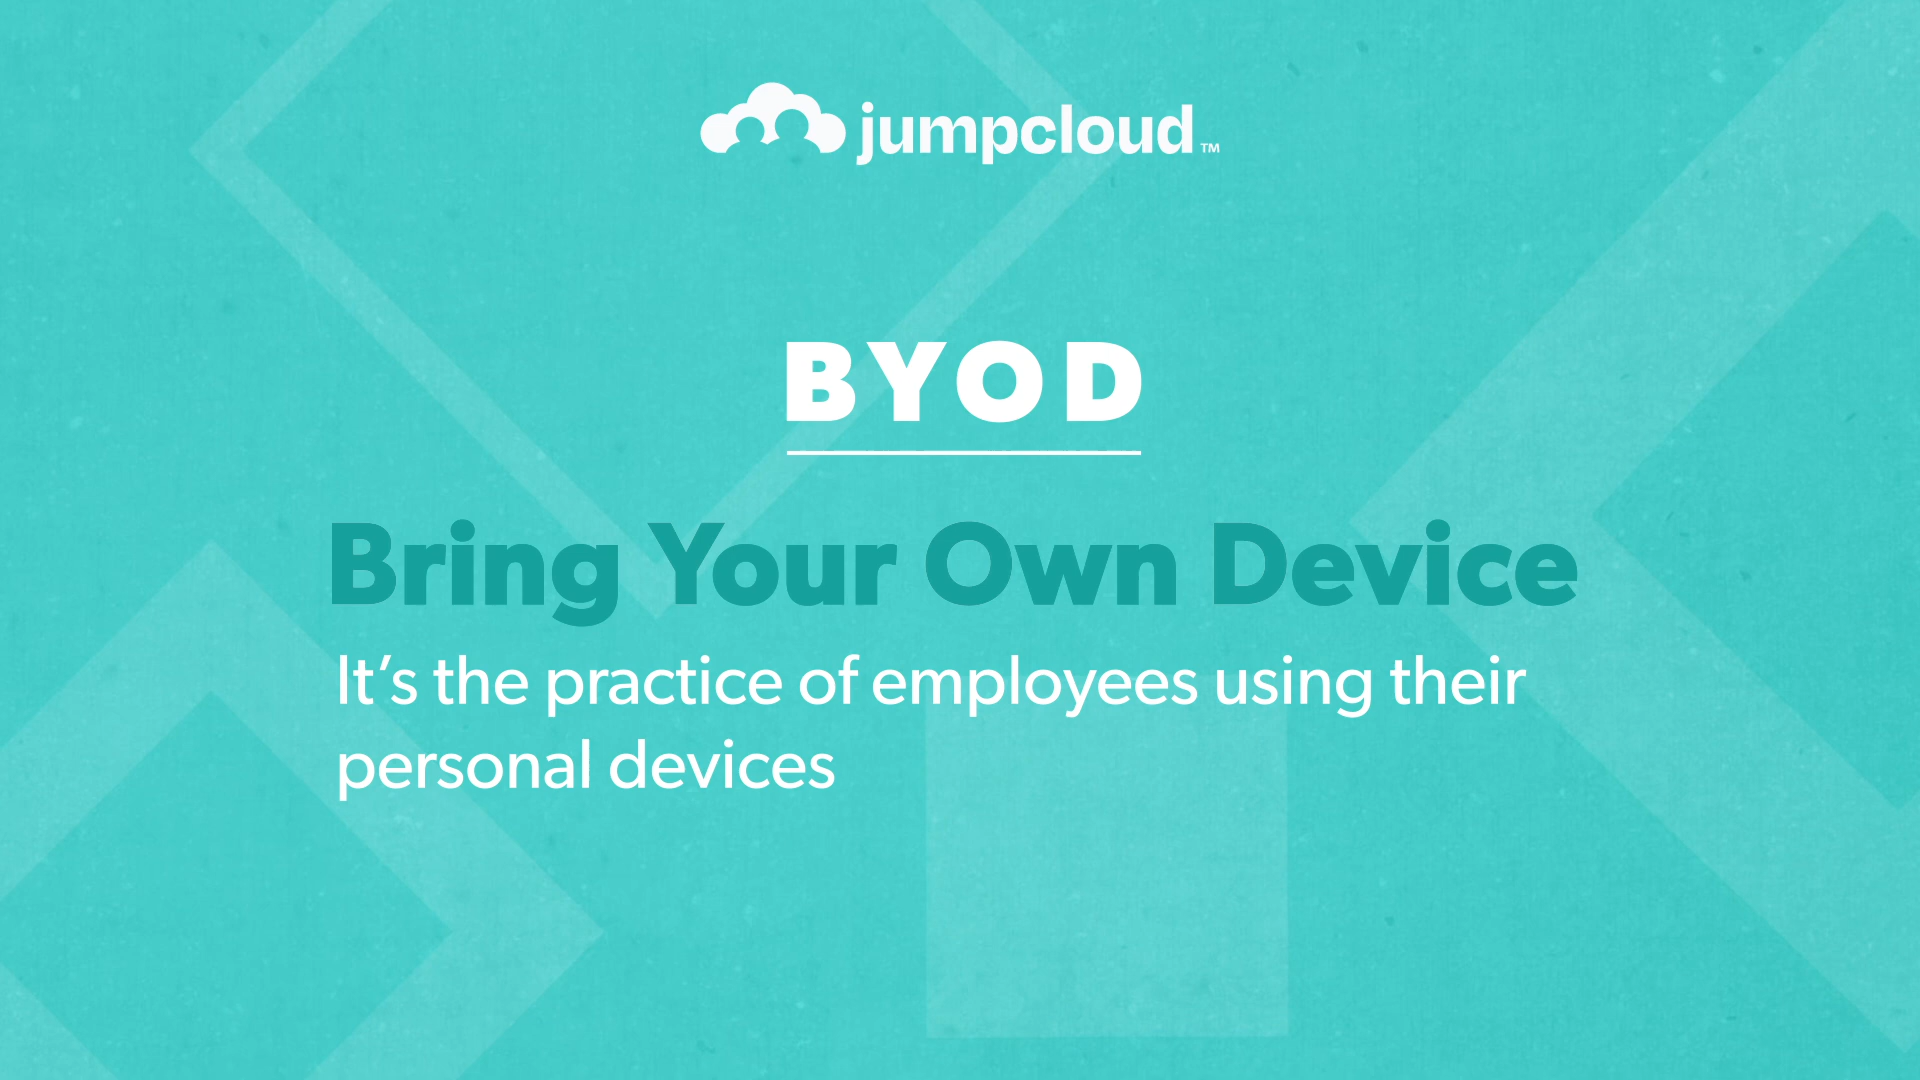 jumpcloud™
BYOD
Bring Your Own Device
It’s the practice of employees using their
personal devices